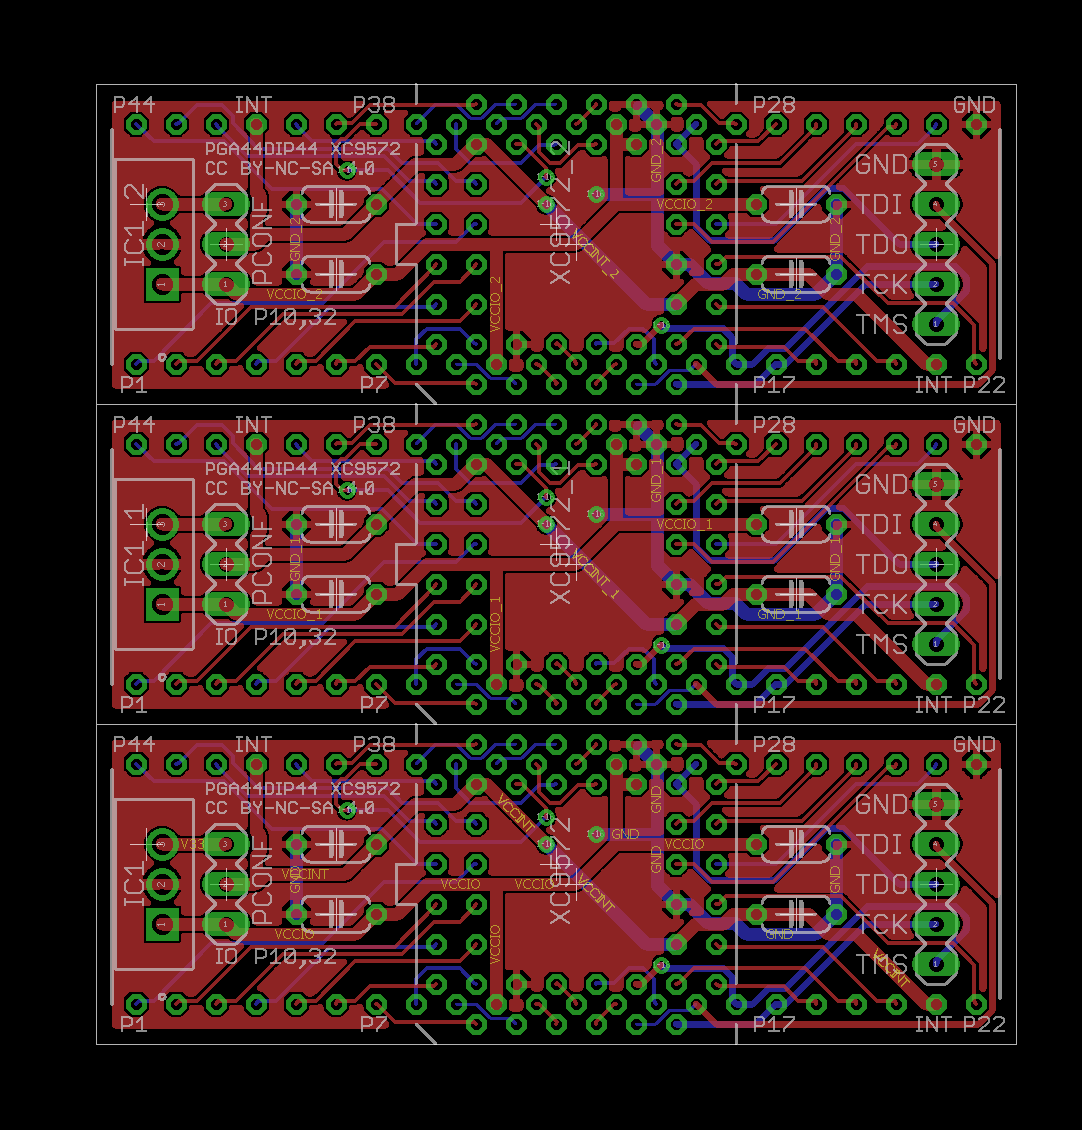 P44 INT P38 P28 GND
PGA44DIP44 XC9572
CC BY-NC-SA 4.0
GND
TDI
TDO
TCK
TMS
IC1_2
PCONF
XC9572_2
GND_2
VCCIO_2
GND_2
VCCINT_2
GND_2
VCCIO_2
GND_2
VCCIO_2
IO P10,32
P1 P7 P17 INT P22
P44 INT P38 P28 GND
PGA44DIP44 XC9572
CC BY-NC-SA 4.0
GND
TDI
TDO
TCK
TMS
IC1_1
PCONF
XC9572_1
GND_1
VCCIO_1
GND_1
VCCINT_1
GND_1
VCCIO_1
GND_1
VCCIO_1
IO P10,32
P1 P7 P17 INT P22
P44 INT P38 P28 GND
PGA44DIP44 XC9572
CC BY-NC-SA 4.0
GND
TDI
TDO
TCK
TMS
IC1
PCONF
XC9572_2
VCCINT
GND
GND
V33
VCCIO
GND
VCCINT
GND
VCCIO
VCCIO
VCCINT
GND
VCCIO
GND
VCCIO
VCCINT
IO P10,32
P1 P7 P17 INT P22